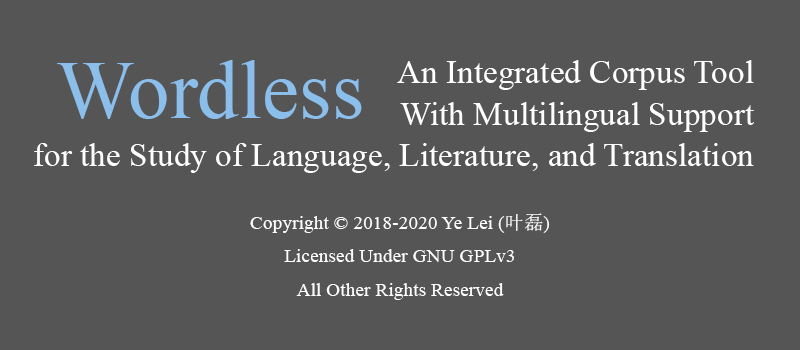 Wordless
An Integrated Corpus Tool
With Multilingual Support
for the Study of Language, Literature, and Translation
Copyright © 2018-2020 Ye Lei (叶磊)
Licensed Under GNU GPLv3
All Other Rights Reserved